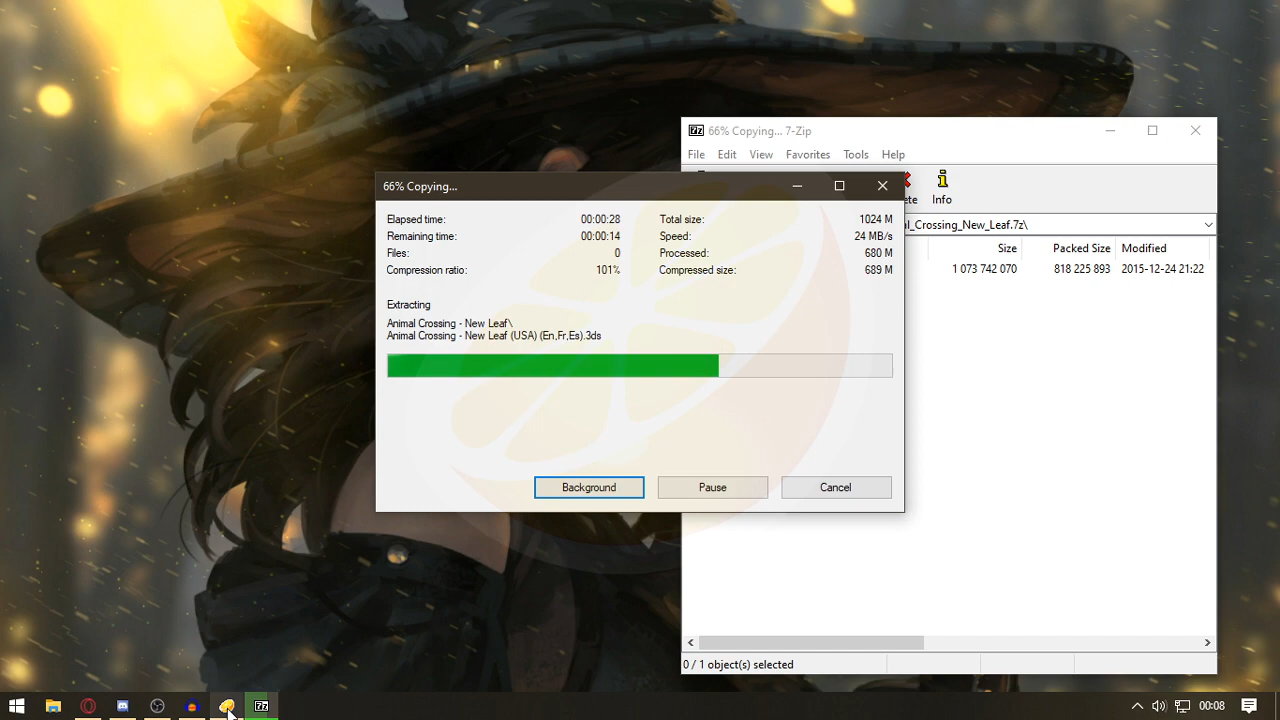 66% Copying... 7-Zip
File Edit View Favorites Tools Help
66% Copying...
ete Info
Elapsed time: 00:00:28 Total size: 1024 M
Remaining time: 00:00:14 Speed: 24 MB/s
Files: 0 Processed: 680 M
Compression ratio: 101% Compressed size: 689 M
al_Crossing_New_Leaf.7z\
Size Packed Size Modified
1 073 742 070 818 225 893 2015-12-24 21:22
Extracting
Animal Crossing - New Leaf\
Animal Crossing - New Leaf (USA) (En,Fr,Es).3ds
Background Pause Cancel
0 / 1 object(s) selected
00:08